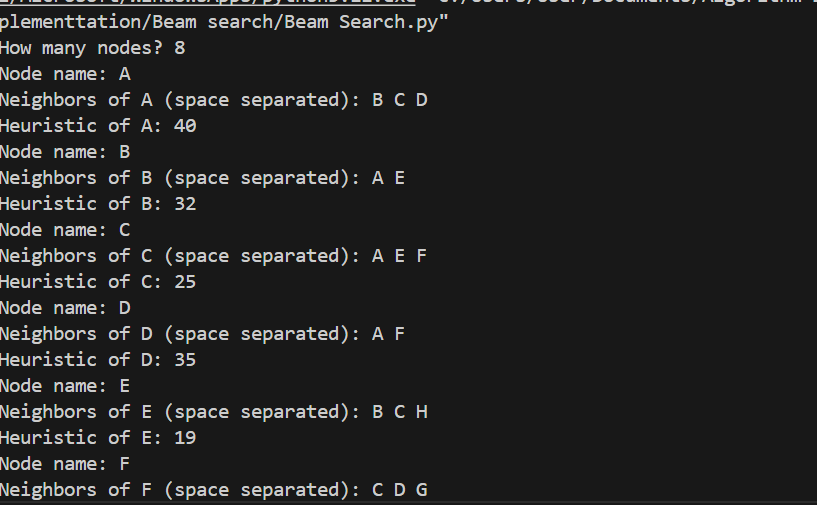 plementtation/Beam search/Beam Search.py"
How many nodes? 8
Node name: A
Neighbors of A (space separated): B C D
Heuristic of A: 40
Node name: B
Neighbors of B (space separated): A E
Heuristic of B: 32
Node name: C
Neighbors of C (space separated): A E F
Heuristic of C: 25
Node name: D
Neighbors of D (space separated): A F
Heuristic of D: 35
Node name: E
Neighbors of E (space separated): B C H
Heuristic of E: 19
Node name: F
Neighbors of F (space separated): C D G